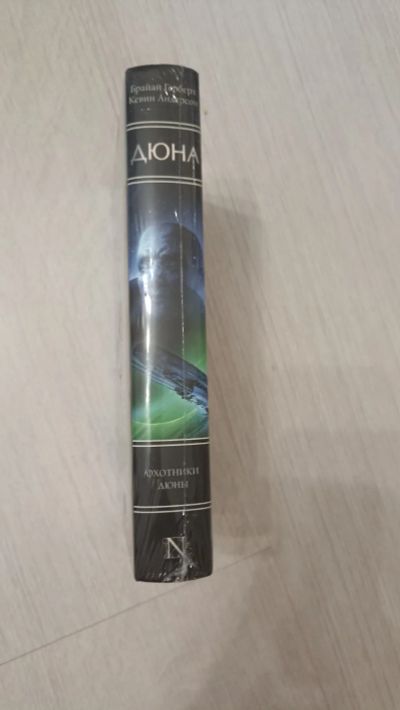 Брайан Герберт
Кевин Андерсон
ДЮНА
ОХОТНИКИ
ДЮНЫ
N